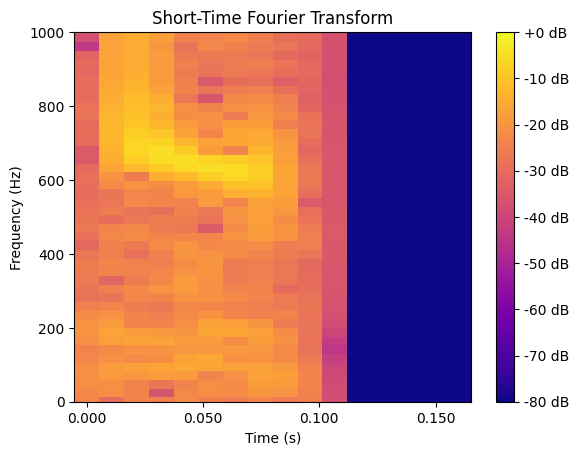 Short-Time Fourier Transform
1000
800
600
400
200
0
Frequency (Hz)
0.000
0.050
0.100
0.150
Time (s)
+0 dB
-10 dB
-20 dB
-30 dB
-40 dB
-50 dB
-60 dB
-70 dB
-80 dB